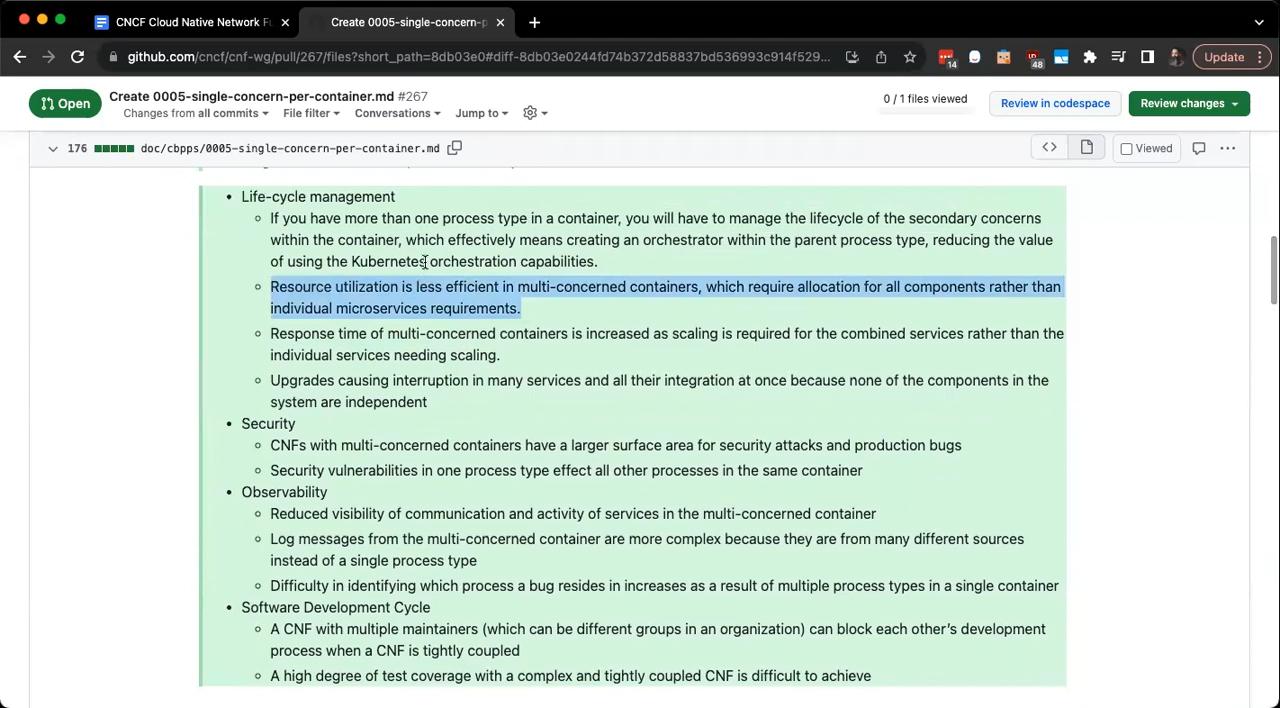 CNCF Cloud Native Network Fu
Create 0005-single-concern-p
github.com/cncf/cnf-wg/pull/267/files?short_path=8db03e0#diff-8db03e0244fd74b372d58837bd536993c914f529...
14
48
Update
Open
Create 0005-single-concern-per-container.md #267
Changes from all commits
File filter
Conversations
Jump to
0 / 1 files viewed
Review in codespace
Review changes
176
doc/cbpps/0005-single-concern-per-container.md
Viewed
Life-cycle management
If you have more than one process type in a container, you will have to manage the lifecycle of the secondary concerns
within the container, which effectively means creating an orchestrator within the parent process type, reducing the value
of using the Kubernetes orchestration capabilities.
Resource utilization is less efficient in multi-concerned containers, which require allocation for all components rather than
individual microservices requirements.
Response time of multi-concerned containers is increased as scaling is required for the combined services rather than the
individual services needing scaling.
Upgrades causing interruption in many services and all their integration at once because none of the components in the
system are independent
Security
CNFs with multi-concerned containers have a larger surface area for security attacks and production bugs
Security vulnerabilities in one process type effect all other processes in the same container
Observability
Reduced visibility of communication and activity of services in the multi-concerned container
Log messages from the multi-concerned container are more complex because they are from many different sources
instead of a single process type
Difficulty in identifying which process a bug resides in increases as a result of multiple process types in a single container
Software Development Cycle
A CNF with multiple maintainers (which can be different groups in an organization) can block each other's development
process when a CNF is tightly coupled
A high degree of test coverage with a complex and tightly coupled CNF is difficult to achieve